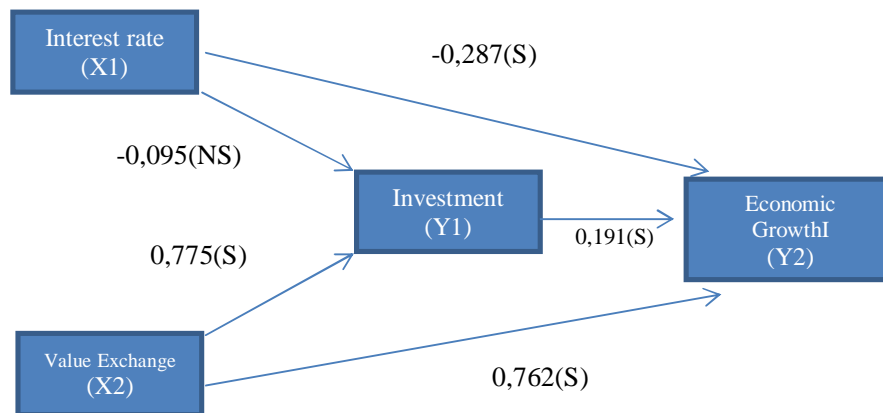 Interest rate
(X1)
-0,287(S)
-0,095(NS)
Investment
(Y1)
Economic
GrowthI
(Y2)
0,191(S)
0,775(S)
Value Exchange
(X2)
0,762(S)